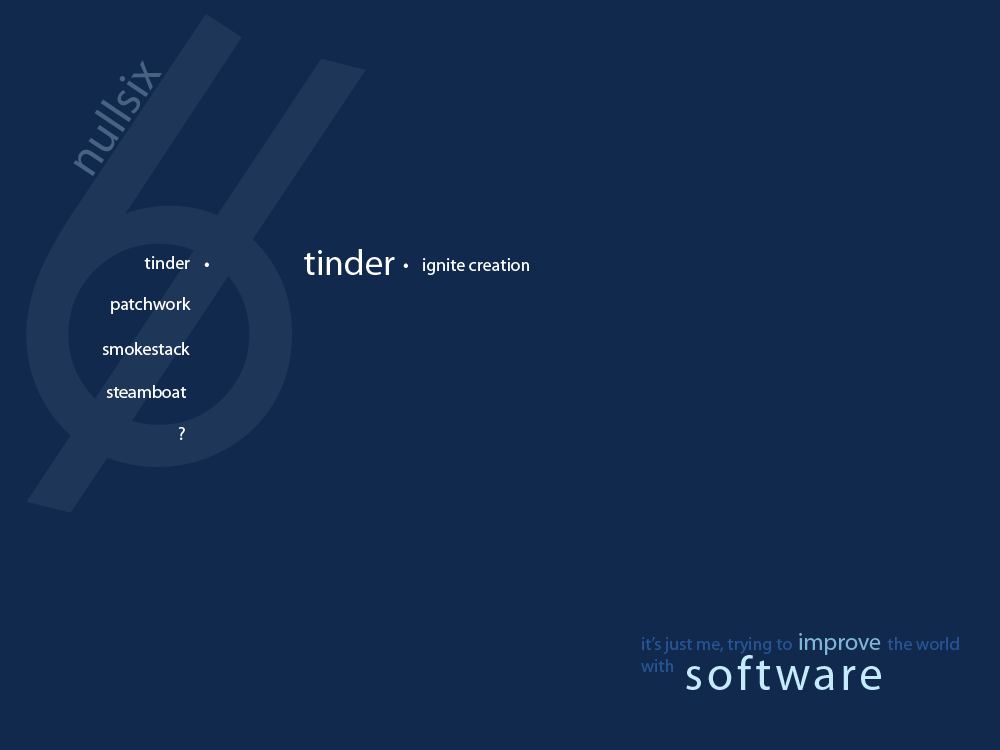 nullsix
tinder •
tinder • ignite creation
patchwork
smokestack
steamboat
?
it's just me, trying to improve the world
with software